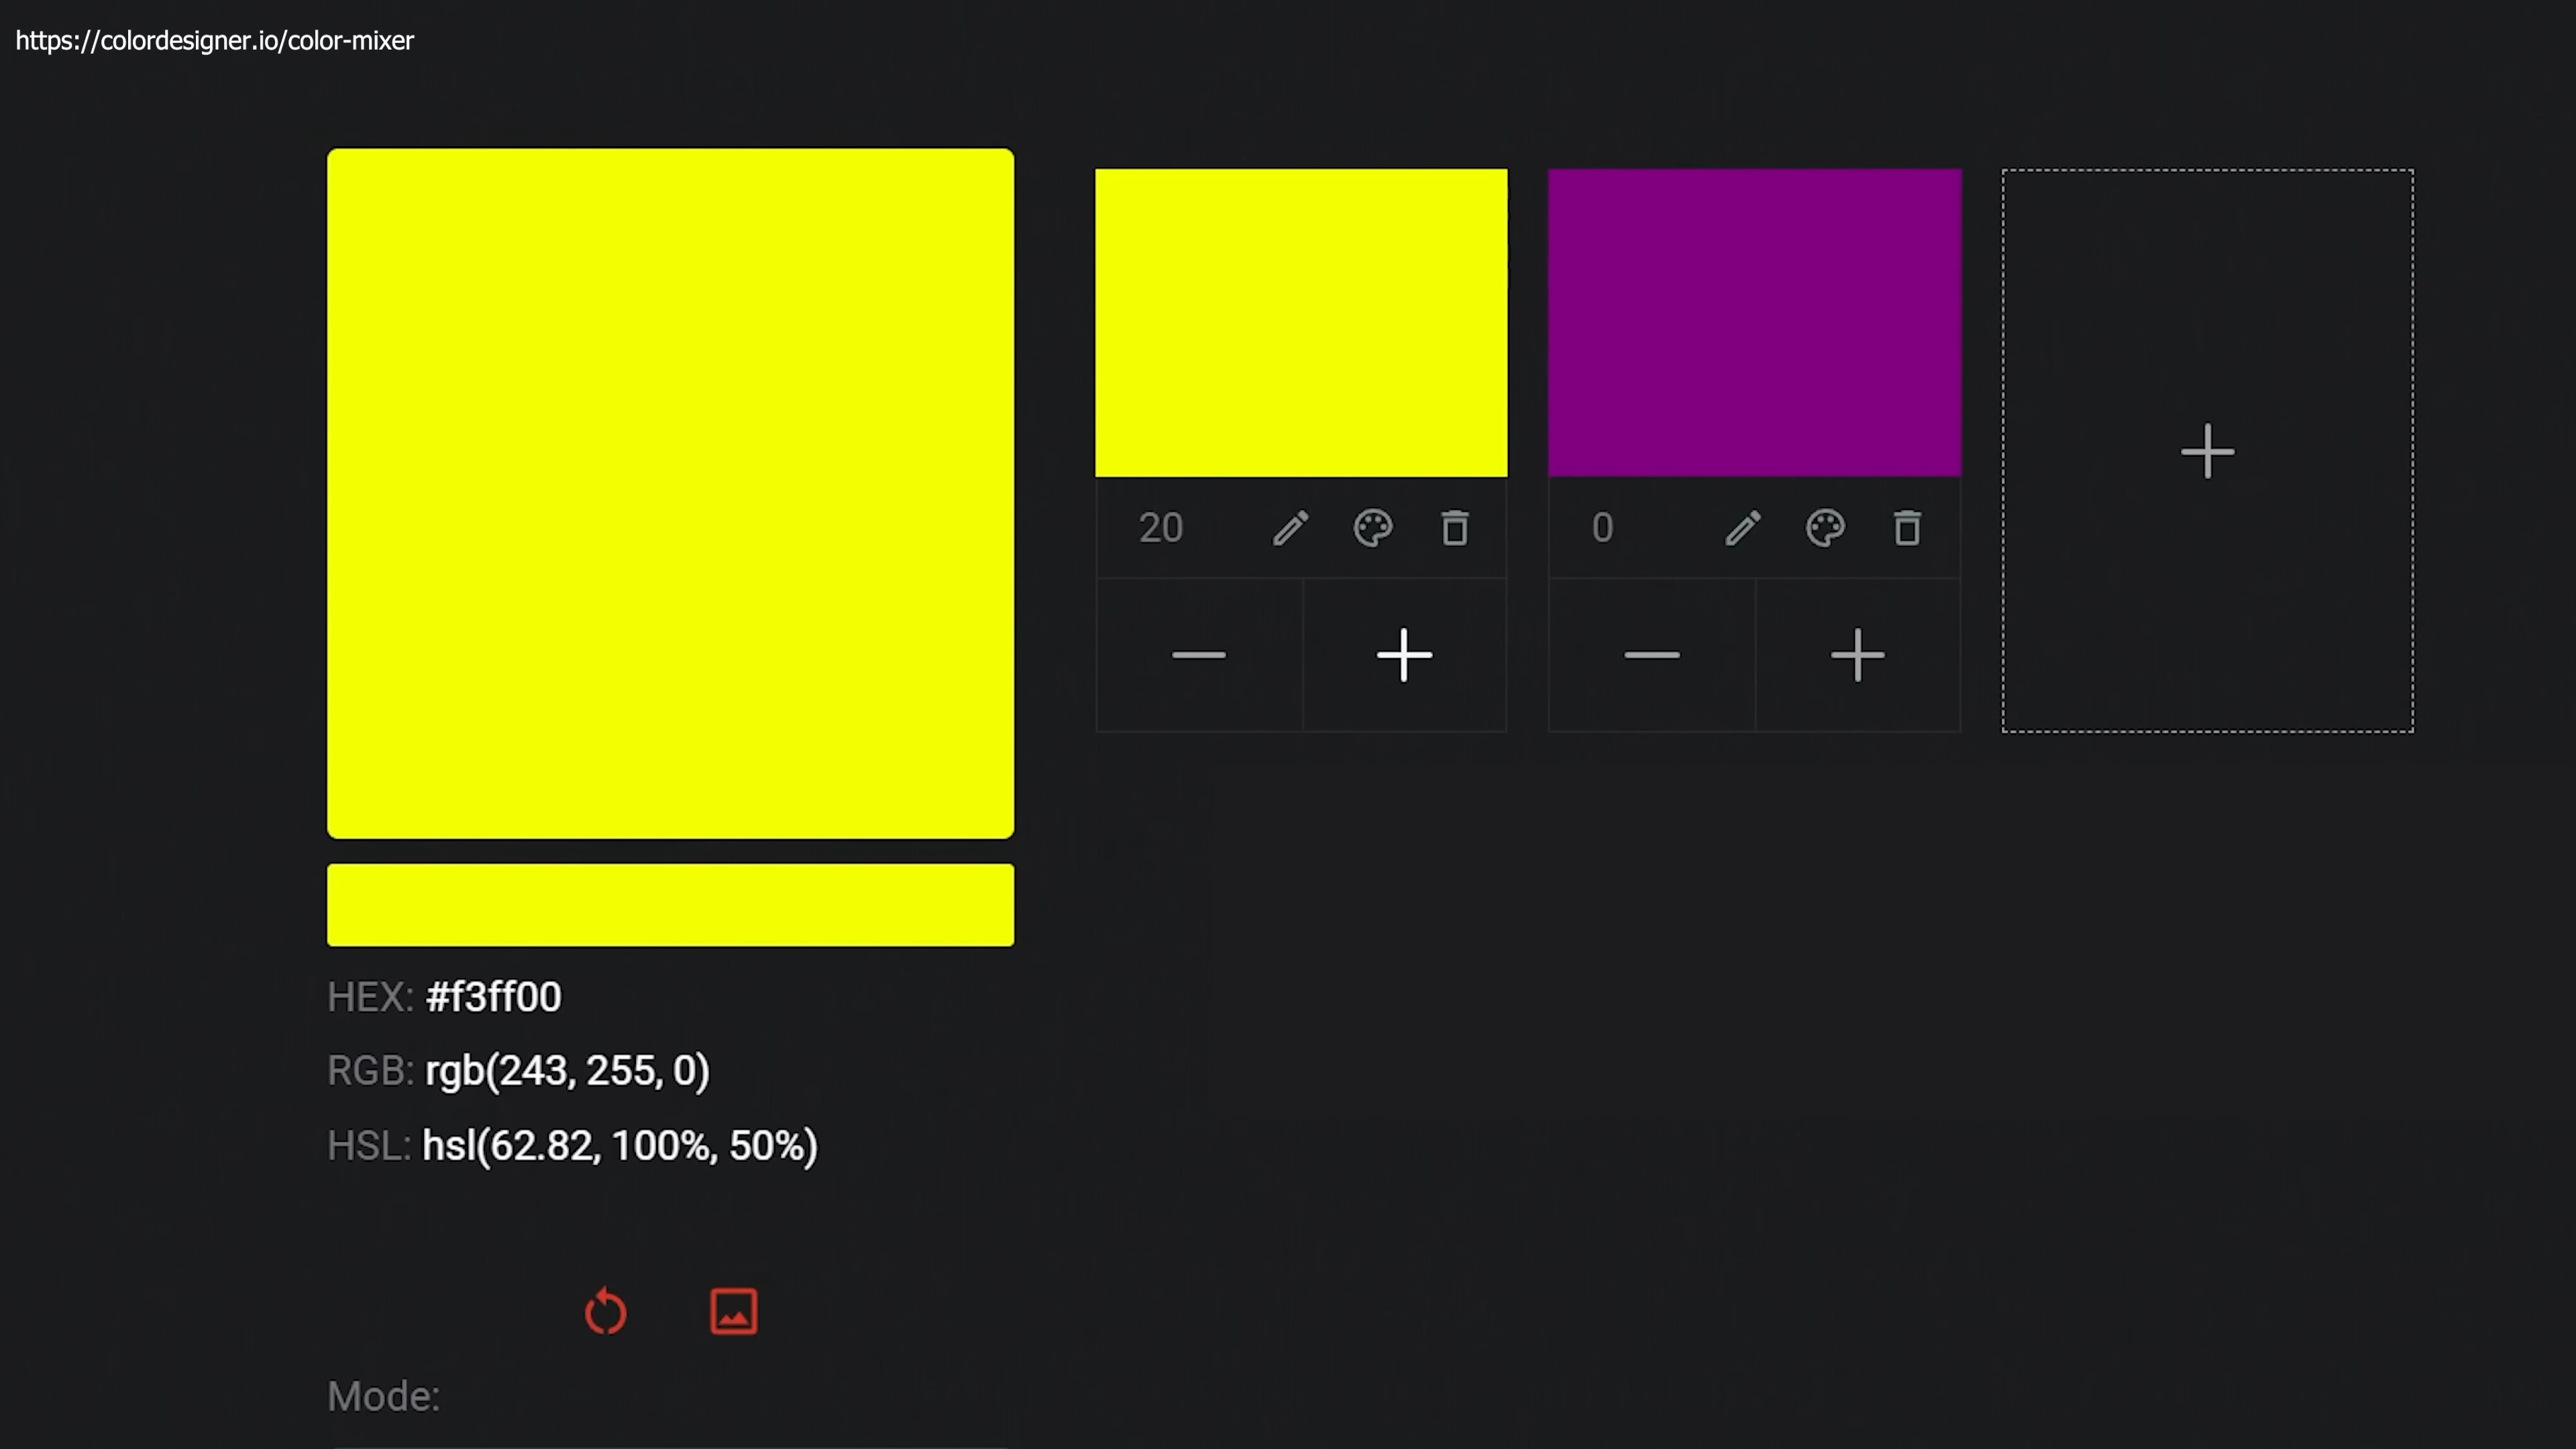 https://colordesigner.io/color-mixer
20
0
HEX: #f3ff00
RGB: rgb(243, 255, 0)
HSL: hsl(62.82, 100%, 50%)
Mode: